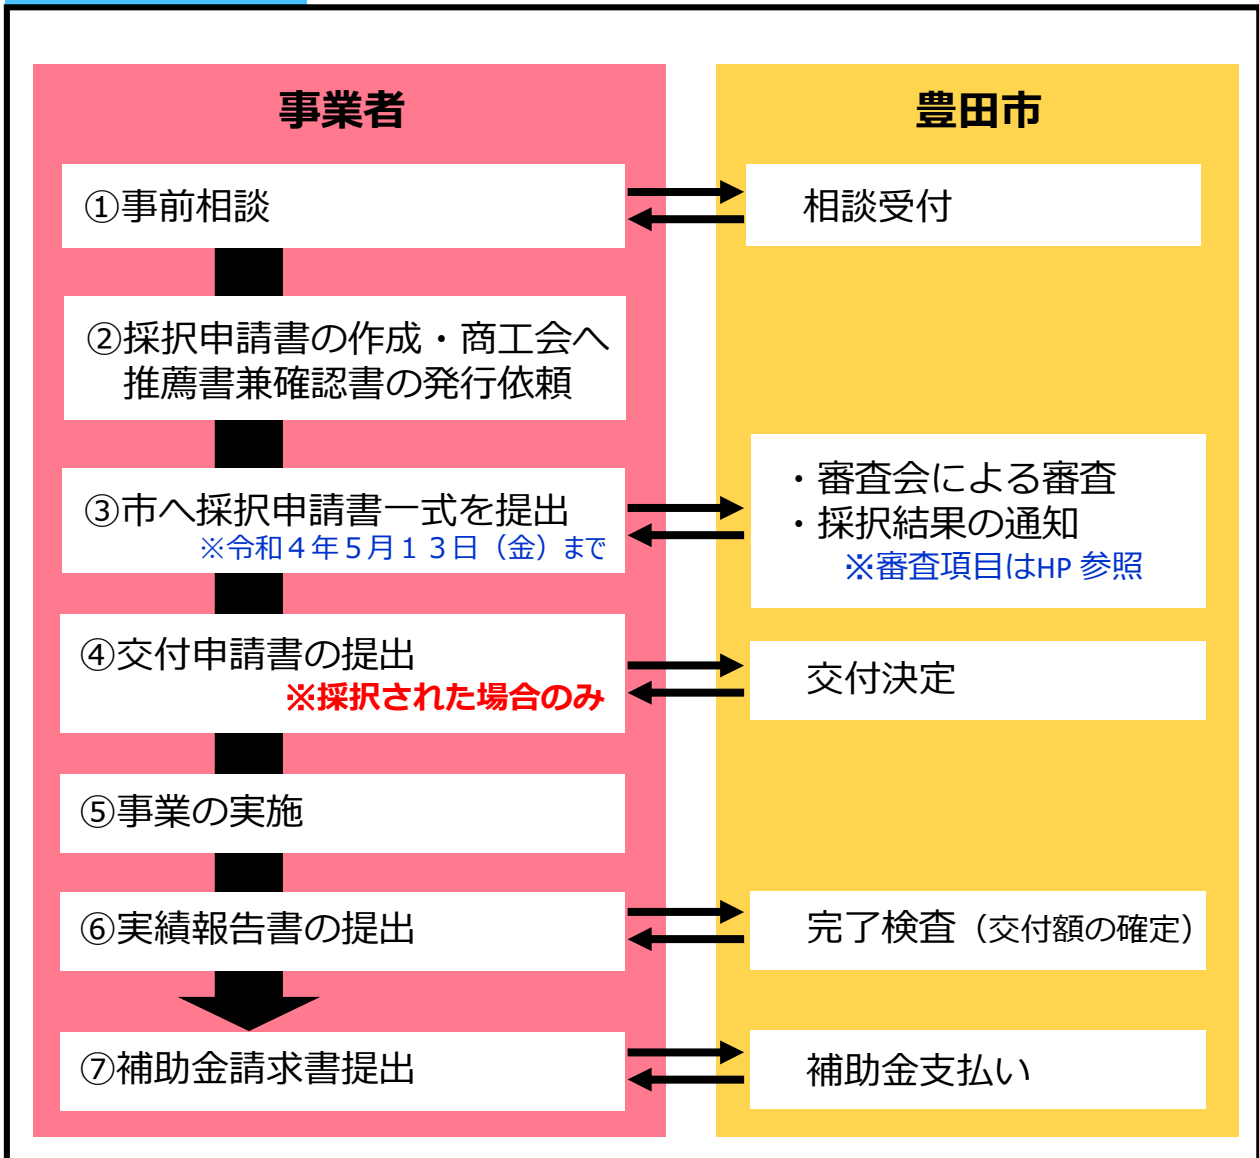 事業者
豊田市
①事前相談
相談受付
②採択申請書の作成・商工会へ
推薦書兼確認書の発行依頼
③市へ採択申請書一式を提出
※令和４年５月１３日（金）まで
・審査会による審査
・採択結果の通知
※審査項目はHP 参照
④交付申請書の提出
※採択された場合のみ
交付決定
⑤事業の実施
⑥実績報告書の提出
完了検査（交付額の確定）
⑦補助金請求書提出
補助金支払い